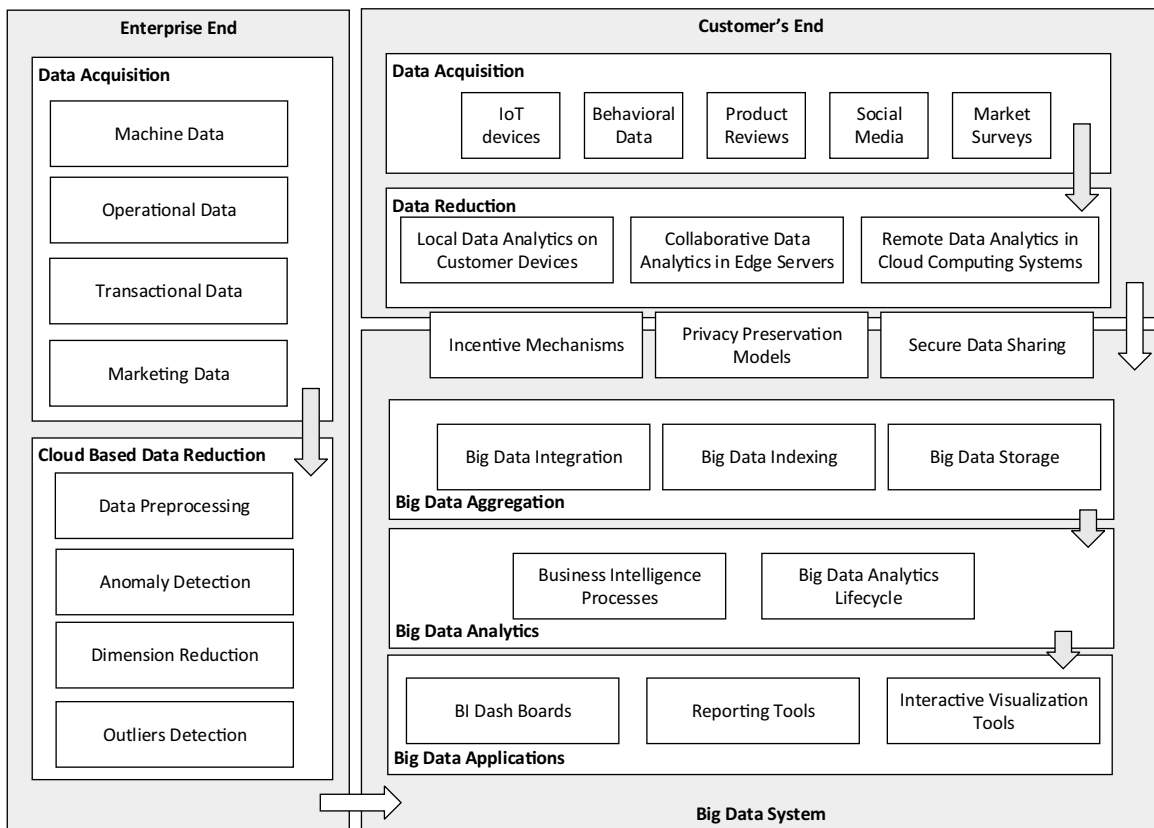 Enterprise End
Data Acquisition
Machine Data
Operational Data
Transactional Data
Marketing Data
Cloud Based Data Reduction
Data Preprocessing
Anomaly Detection
Dimension Reduction
Outliers Detection
Customer's End
Data Acquisition
IoT
devices
Behavioral
Data
Product
Reviews
Social
Media
Market
Surveys
Data Reduction
Local Data Analytics on
Customer Devices
Collaborative Data
Analytics in Edge Servers
Remote Data Analytics in
Cloud Computing Systems
Incentive Mechanisms
Privacy Preservation
Models
Secure Data Sharing
Big Data Integration
Big Data Indexing
Big Data Storage
Big Data Aggregation
Business Intelligence
Processes
Big Data Analytics
Lifecycle
Big Data Analytics
BI Dash Boards
Reporting Tools
Interactive Visualization
Tools
Big Data Applications
Big Data System